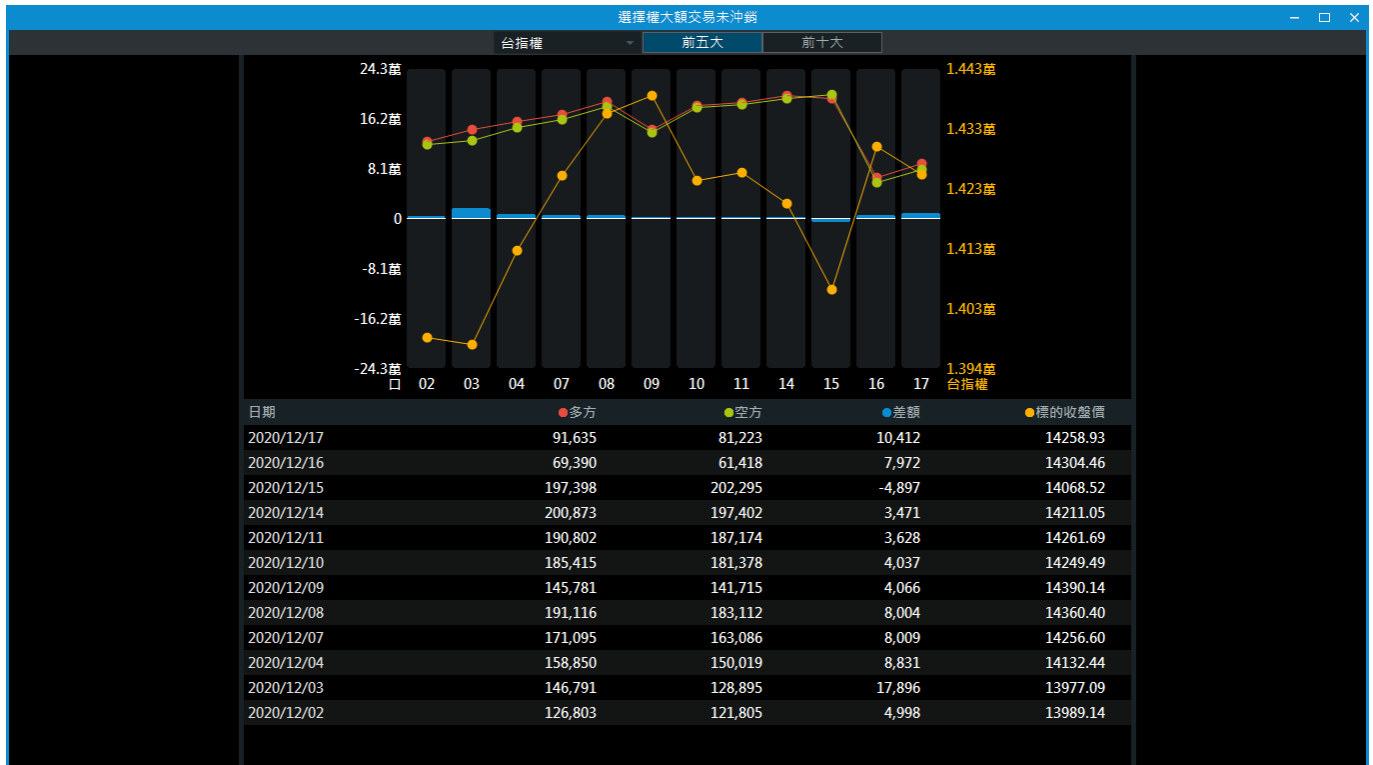 選擇權大額交易未沖銷
台指權 前五大 前十大
24.3萬 1.443萬
16.2萬 1.433萬
8.1萬 1.423萬
0 1.413萬
-8.1萬
-16.2萬 1.403萬
-24.3萬 1.394萬
口 02 03 04 07 08 09 10 11 14 15 16 17 台指權
日期 多方 空方 差額 標的收盤價
2020/12/17 91,635 81,223 10,412 14258.93
2020/12/16 69,390 61,418 7,972 14304.46
2020/12/15 197,398 202,295 -4,897 14068.52
2020/12/14 200,873 197,402 3,471 14211.05
2020/12/11 190,802 187,174 3,628 14261.69
2020/12/10 185,415 181,378 4,037 14249.49
2020/12/09 145,781 141,715 4,066 14390.14
2020/12/08 191,116 183,112 8,004 14360.40
2020/12/07 171,095 163,086 8,009 14256.60
2020/12/04 158,850 150,019 8,831 14132.44
2020/12/03 146,791 128,895 17,896 13977.09
2020/12/02 126,803 121,805 4,998 13989.14